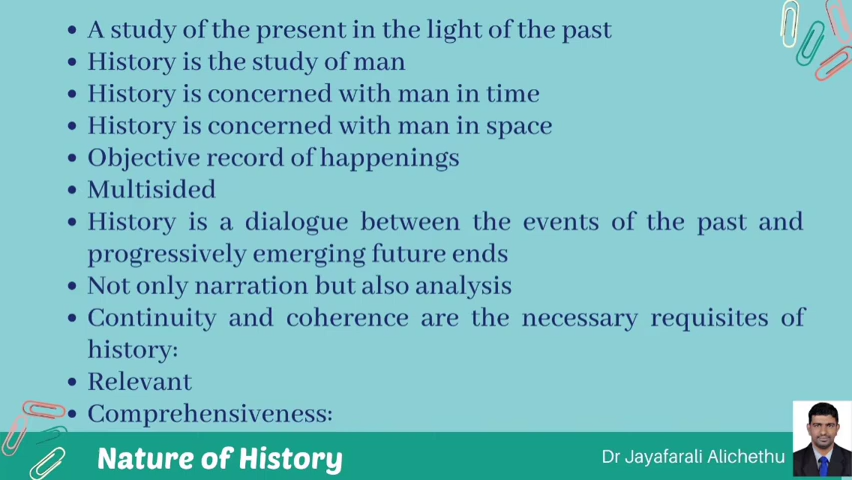 • A study of the present in the light of the past
• History is the study of man
• History is concerned with man in time
• History is concerned with man in space
• Objective record of happenings
• Multisided
• History is a dialogue between the events of the past and
progressively emerging future ends
• Not only narration but also analysis
• Continuity and coherence are the necessary requisites of
history:
• Relevant
• Comprehensiveness:
Nature of History
Dr Jayafarali Alichethu